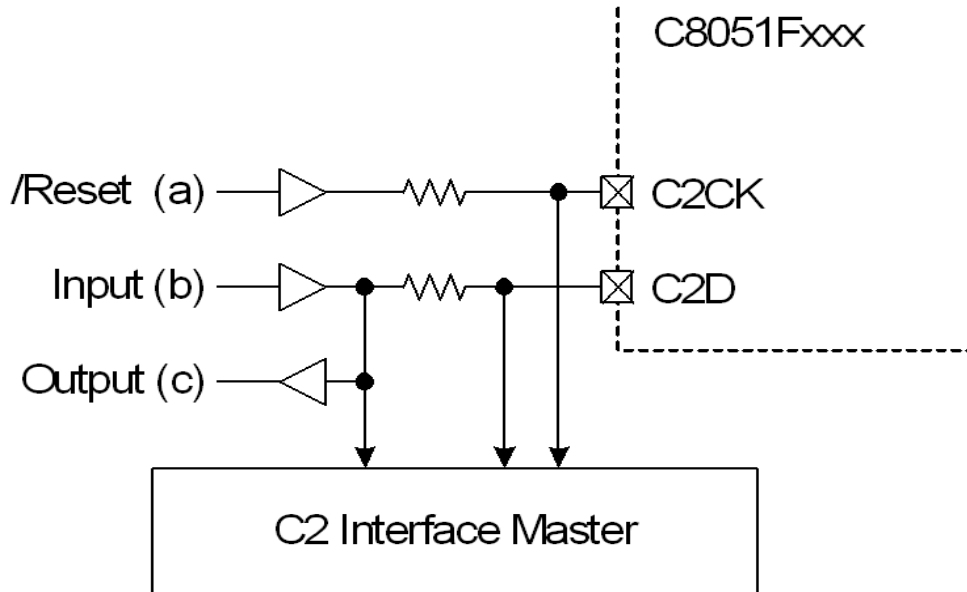 C8051Fxxx
/Reset (a)
C2CK
Input (b)
C2D
Output (c)
C2 Interface Master